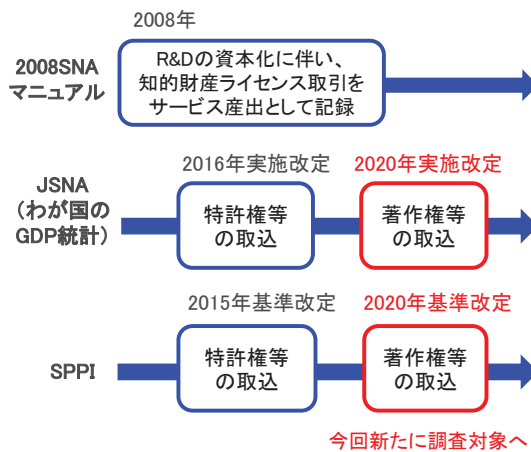 2008年
2008SNA
マニュアル
R&Dの資本化に伴い、
知的財産ライセンス取引を
サービス産出として記録
2016年実施改定
2020年実施改定
JSNA
(わが国の
GDP統計)
特許権等
の取込
著作権等
の取込
2015年基準改定
2020年基準改定
SPPI
特許権等
の取込
著作権等
の取込
今回新たに調査対象へ